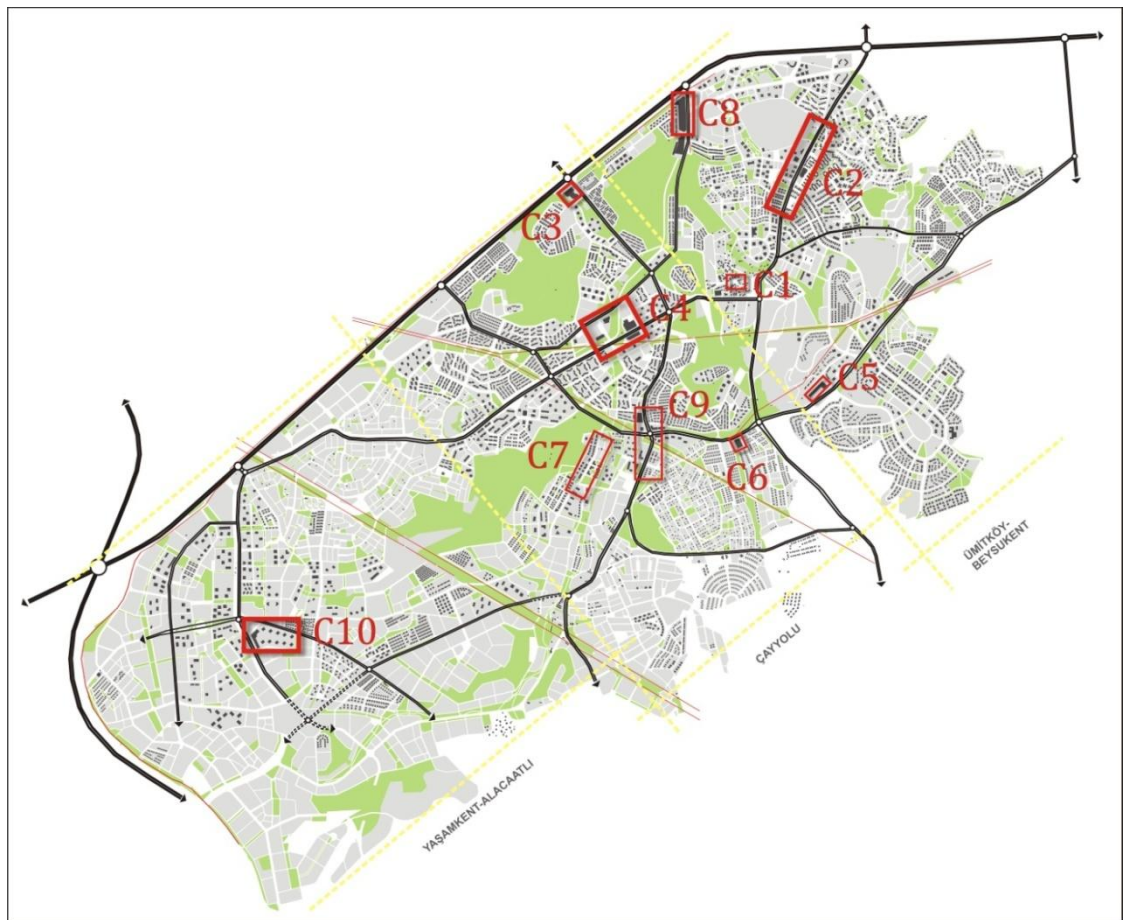 C8
C2
C3
C1
C4
C5
C9
C7
C6
ÜMİTKÖY-
BEYSUKENT
ÇAYYOLU
C10
YAŞAMKENT-ALACAATLI